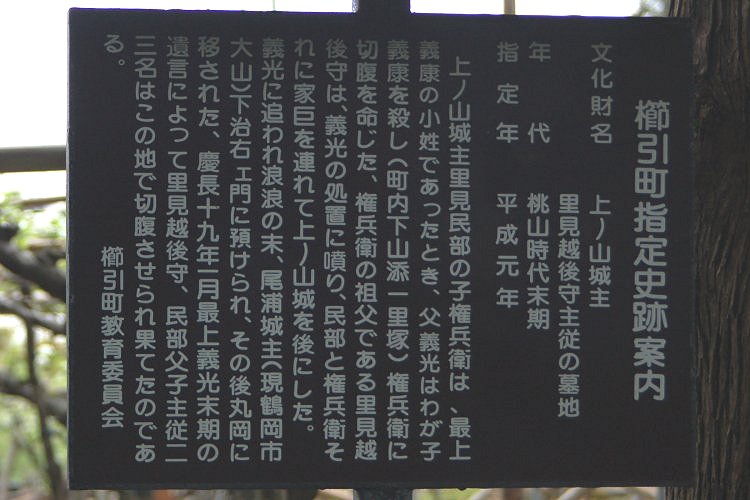 櫛引町指定史跡案内
文化財名 上ノ山城主
里見越後守主従の墓地
年代 桃山時代末期
指定年 平成元年
上ノ山城主里見民部の子権兵衛は、最上
義康の小姓であったとき、父義光はわが子
義康を殺し(町内下山添一里塚)権兵衛に
切腹を命じた、権兵衛の祖父である里見越
後守は、義光の処置に噴り、民部と権兵衛そ
れに家臣を連れて上ノ山城を後にした。
義光に追われ浪浪の末、尾浦城主(現鶴岡市
大山)下治右ェ門に預けられ、その後丸岡に
移された、慶長十九年一月最上義光末期の
遺言によって里見越後守、民部父子主従二
三名はこの地で切腹させられ果てたのであ
る。
櫛引町教育委員会